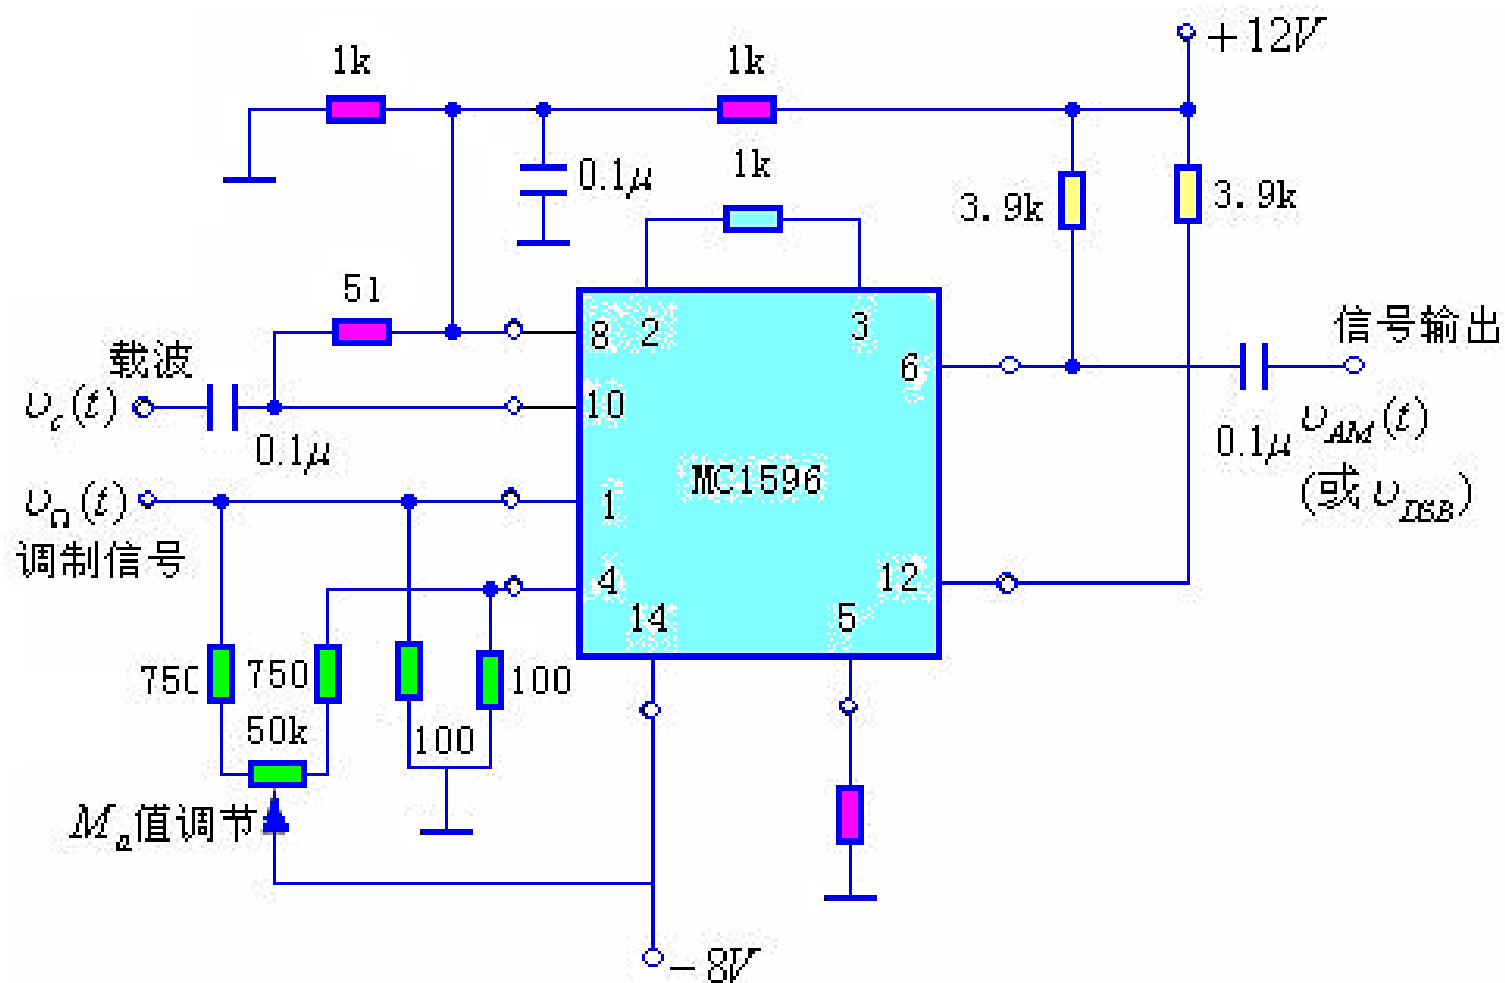 +12V
1k
1k
0.1μ
1k
3.9k
3.9k
51
8
2
3
信号输出
载波
6
υc(t)
10
0.1μ
0.1μ
υAM(t)
MC1596
(或υDSB)
υΩ(t)
1
调制信号
4
12
14
5
750
750
100
50k
100
Ma值调节
-8V